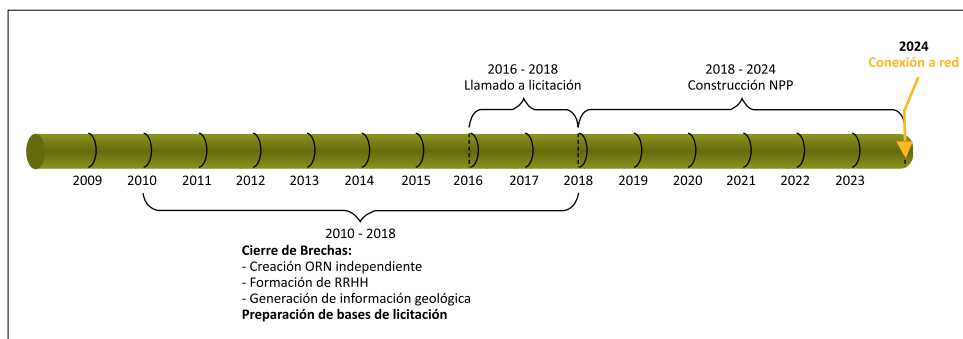 2024
Conexión a red
2016 - 2018
Llamado a licitación
2018 - 2024
Construcción NPP
2009 2010 2011 2012 2013 2014 2015 2016 2017 2018 2019 2020 2021 2022 2023
2010 - 2018
Cierre de Brechas:
- Creación ORN independiente
- Formación de RRHH
- Generación de información geológica
Preparación de bases de licitación